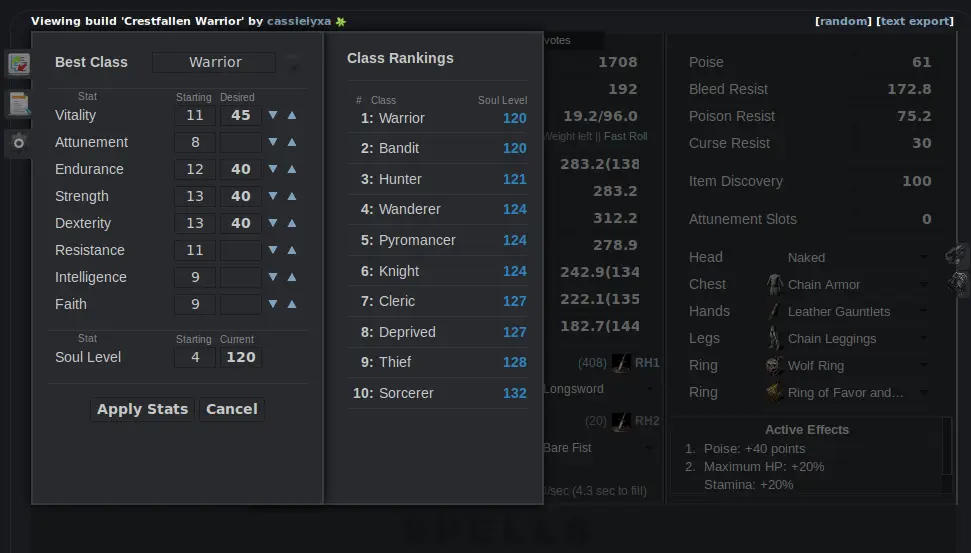 Viewing build 'Crestfallen Warrior' by cassieiyxa
[random] [text export]
Best Class Warrior
Stat Starting Desired
Vitality 11 45
Attunement 8
Endurance 12 40
Strength 13 40
Dexterity 13 40
Resistance 11
Intelligence 9
Faith 9
Stat Starting Current
Soul Level 4 120
Apply Stats Cancel
Class Rankings
# Class Soul Level
1: Warrior 120
2: Bandit 120
3: Hunter 121
4: Wanderer 124
5: Pyromancer 124
6: Knight 124
7: Cleric 127
8: Deprived 127
9: Thief 128
10: Sorcerer 132
votes
1708
192
19.2/96.0
Weight left || Fast Roll
283.2(138
283.2
312.2
278.9
242.9(134
222.1(135
182.7(144
(408) RH1
Longsword
(20) RH2
Bare Fist
/sec (4.3 sec to fill)
Poise 61
Bleed Resist 172.8
Poison Resist 75.2
Curse Resist 30
Item Discovery 100
Attunement Slots 0
Head Naked
Chest Chain Armor
Hands Leather Gauntlets
Legs Chain Leggings
Ring Wolf Ring
Ring Ring of Favor and...
Active Effects
1. Poise: +40 points
2. Maximum HP: +20%
Stamina: +20%
SPELLS